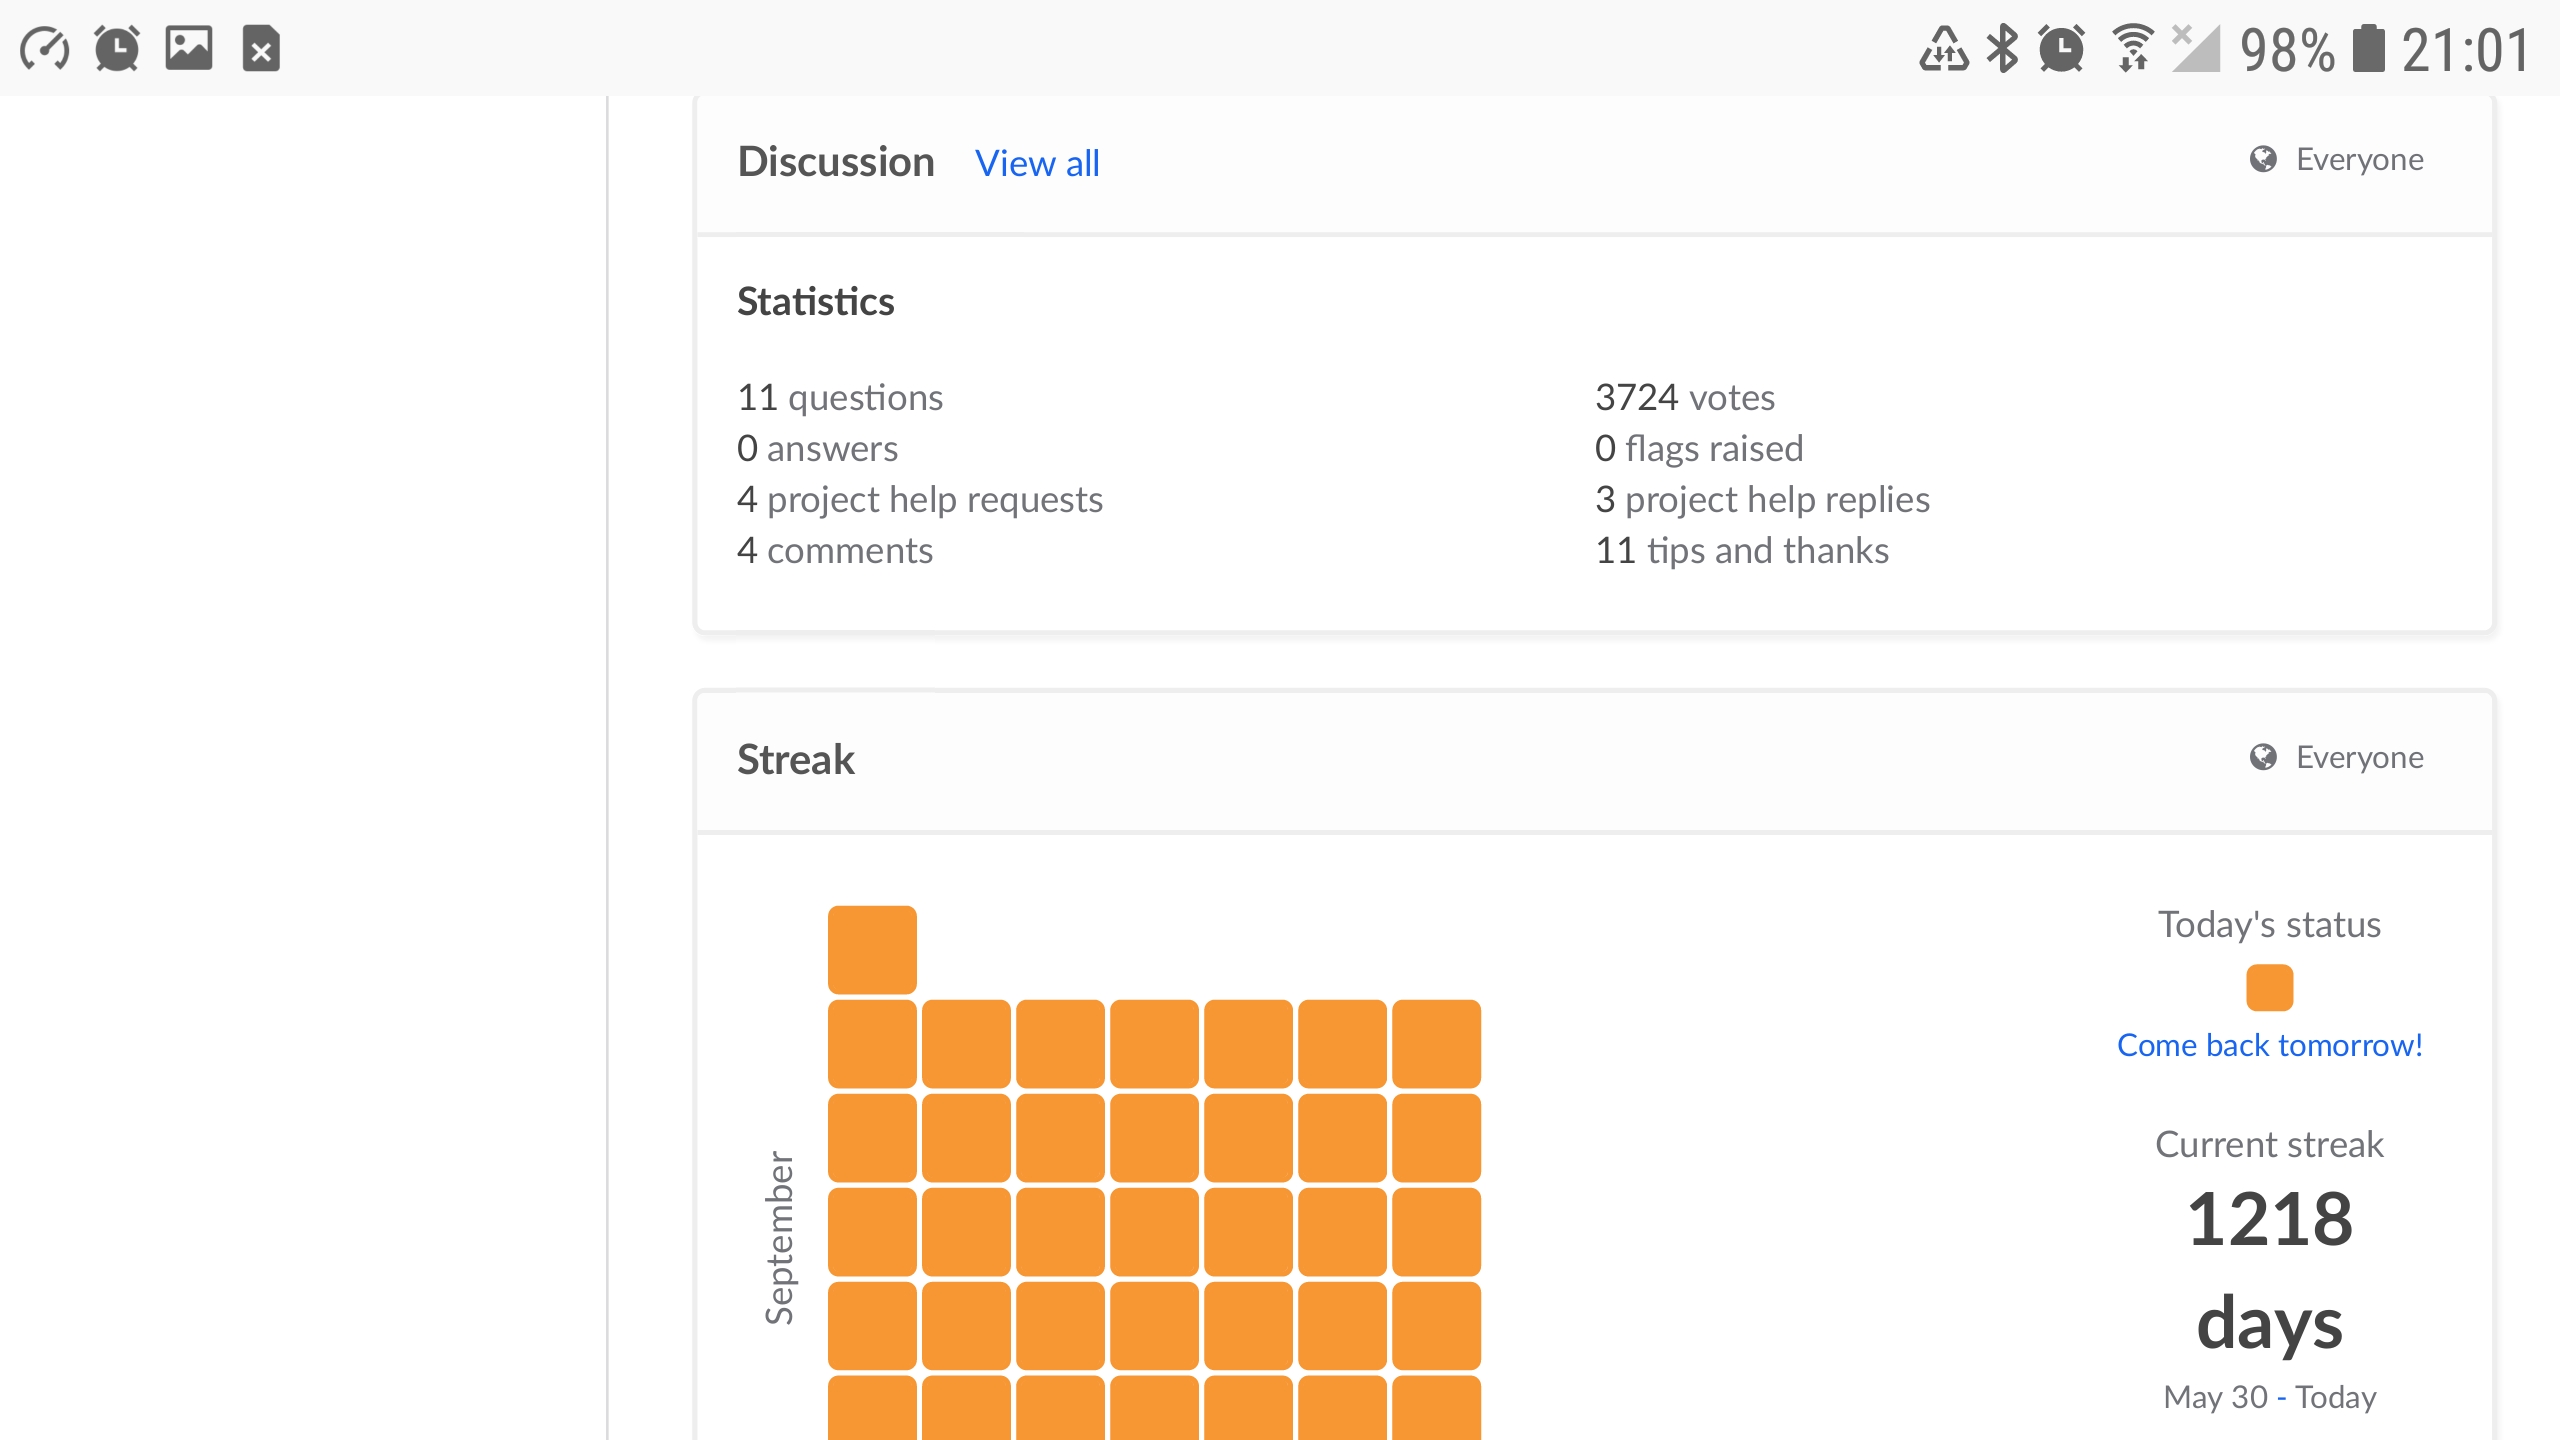 98% 21:01
Discussion View all Everyone
Statistics
11 questions
0 answers
4 project help requests
4 comments
3724 votes
0 flags raised
3 project help replies
11 tips and thanks
Streak Everyone
September
Today's status
Come back tomorrow!
Current streak
1218
days
May 30 - Today